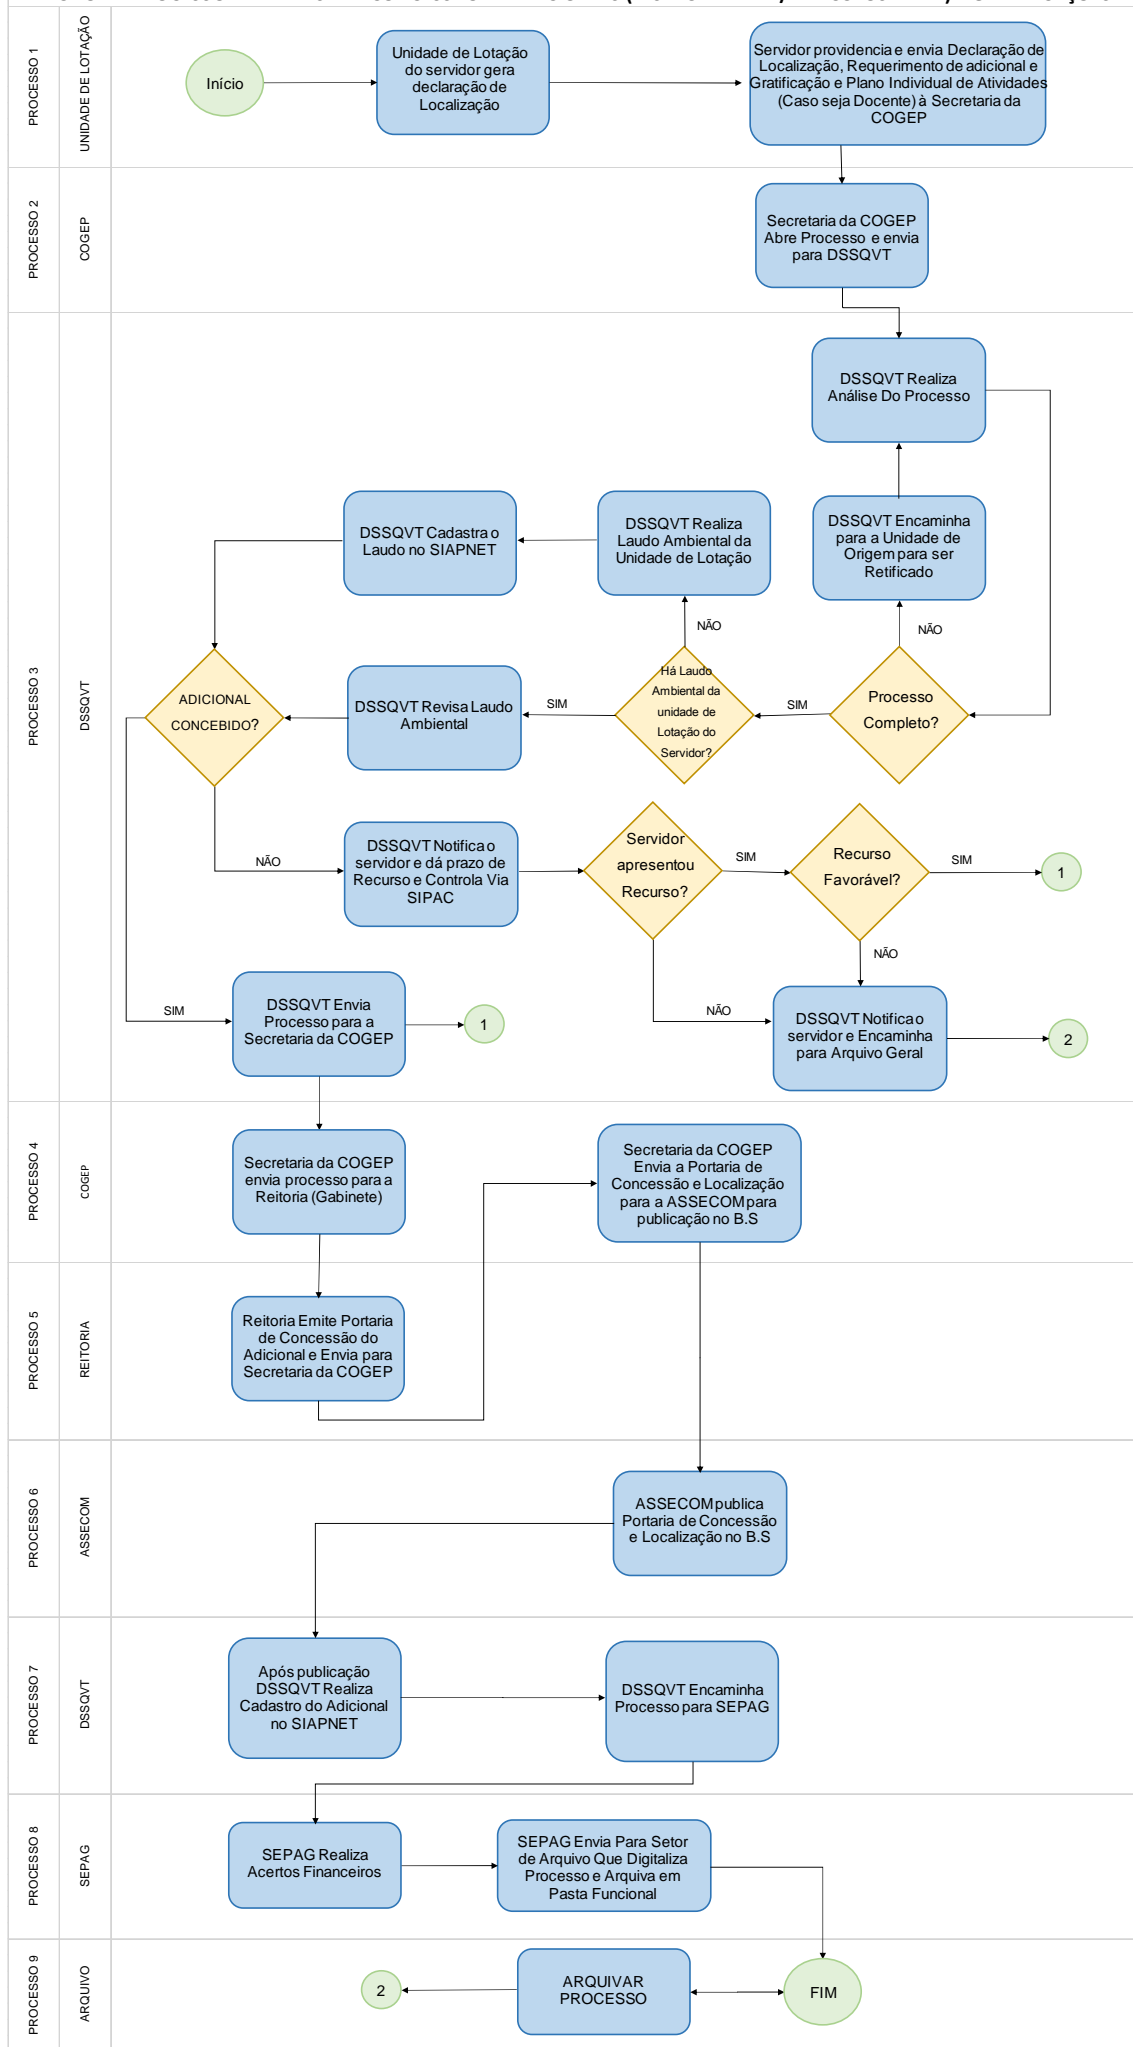 PROCESSO 1
UNIDADE DE LOTAÇÃO
Início
Unidade de Lotação
do servidor gera
declaração de
Localização
Servidor providencia e envia Declaração de
Localização, Requerimento de adicional e
Gratificação e Plano Individual de Atividades
(Caso seja Docente) à Secretaria da
COGEP
PROCESSO 2
COGEP
Secretaria da COGEP
Abre Processo e envia
para DSSQVT
PROCESSO 3
DSSQVT
DSSQVT Realiza
Análise Do Processo
DSSQVT Cadastra o
Laudo no SIAPNET
DSSQVT Realiza
Laudo Ambiental da
Unidade de Lotação
DSSQVT Encaminha
para a Unidade de
Origem para ser
Retificado
NÃO
NÃO
ADICIONAL
CONCEBIDO?
DSSQVT Revisa Laudo
Ambiental
SIM
Há Laudo
Ambiental da
unidade de
Lotação do
Servidor?
SIM
Processo
Completo?
NÃO
DSSQVT Notifica o
servidor e dá prazo de
Recurso e Controla Via
SIPAC
Servidor
apresentou
Recurso?
SIM
Recurso
Favorável?
SIM
1
NÃO
SIM
DSSQVT Envia
Processo para a
Secretaria da COGEP
1
NÃO
DSSQVT Notifica o
servidor e Encaminha
para Arquivo Geral
2
PROCESSO 4
COGEP
Secretaria da COGEP
envia processo para a
Reitoria (Gabinete)
Secretaria da COGEP
Envia a Portaria de
Concessão e Localização
para a ASSECOM para
publicação no B.S
PROCESSO 5
REITORIA
Reitoria Emite Portaria
de Concessão do
Adicional e Envia para
Secretaria da COGEP
PROCESSO 6
ASSECOM
ASSECOM publica
Portaria de Concessão
e Localização no B.S
PROCESSO 7
DSSQVT
Após publicação
DSSQVT Realiza
Cadastro do Adicional
no SIAPNET
DSSQVT Encaminha
Processo para SEPAG
PROCESSO 8
SEPAG
SEPAG Realiza
Acertos Financeiros
SEPAG Envia Para Setor
de Arquivo Que Digitaliza
Processo e Arquiva em
Pasta Funcional
PROCESSO 9
ARQUIVO
2
ARQUIVAR
PROCESSO
FIM